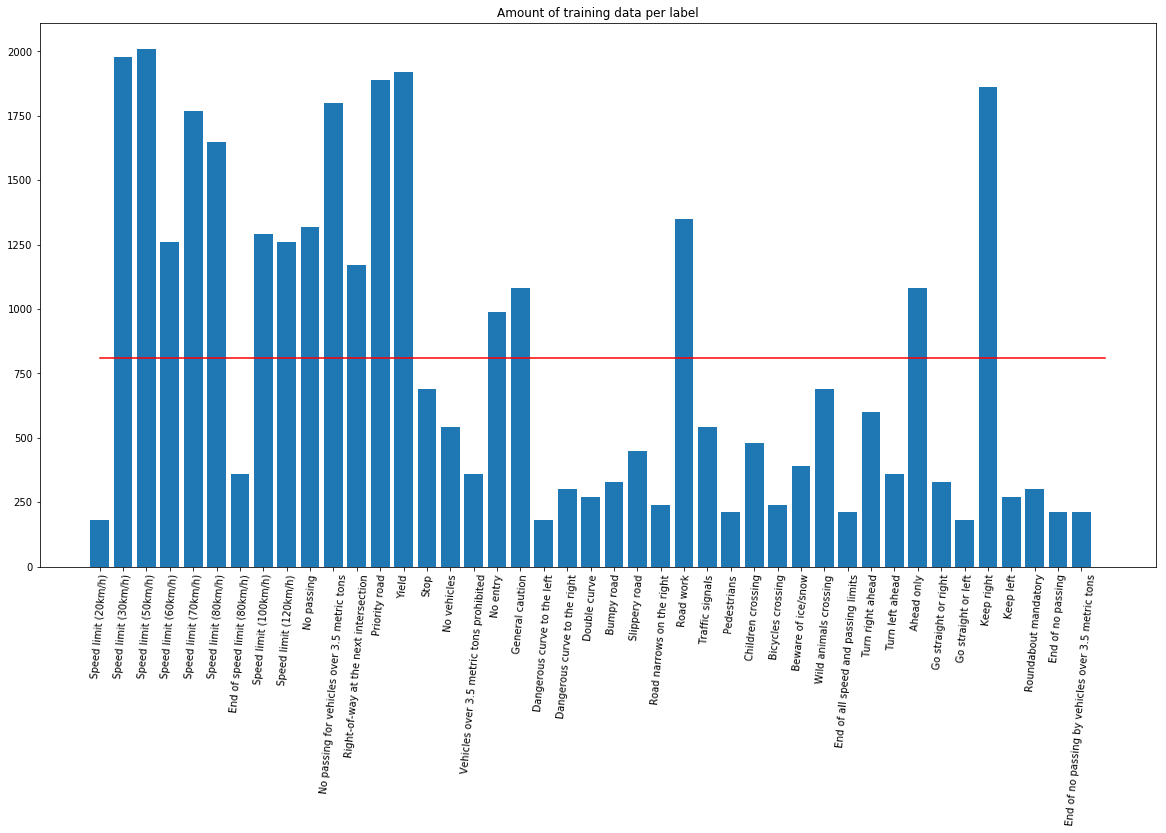 Amount of training data per label
2000
1750
1500
1250
1000
750
500
250
0
Speed limit (20km/h)
Speed limit (30km/h)
Speed limit (50km/h)
Speed limit (60km/h)
Speed limit (70km/h)
Speed limit (80km/h)
End of speed limit (80km/h)
Speed limit (100km/h)
Speed limit (120km/h)
No passing
No passing for vehicles over 3.5 metric tons
Right-of-way at the next intersection
Priority road
Yield
Stop
No vehicles
Vehicles over 3.5 metric tons prohibited
No entry
General caution
Dangerous curve to the left
Dangerous curve to the right
Double curve
Bumpy road
Slippery road
Road narrows on the right
Road work
Traffic signals
Pedestrians
Children crossing
Bicycles crossing
Beware of ice/snow
Wild animals crossing
End of all speed and passing limits
Turn right ahead
Turn left ahead
Ahead only
Go straight or right
Go straight or left
Keep right
Keep left
Roundabout mandatory
End of no passing
End of no passing by vehicles over 3.5 metric tons